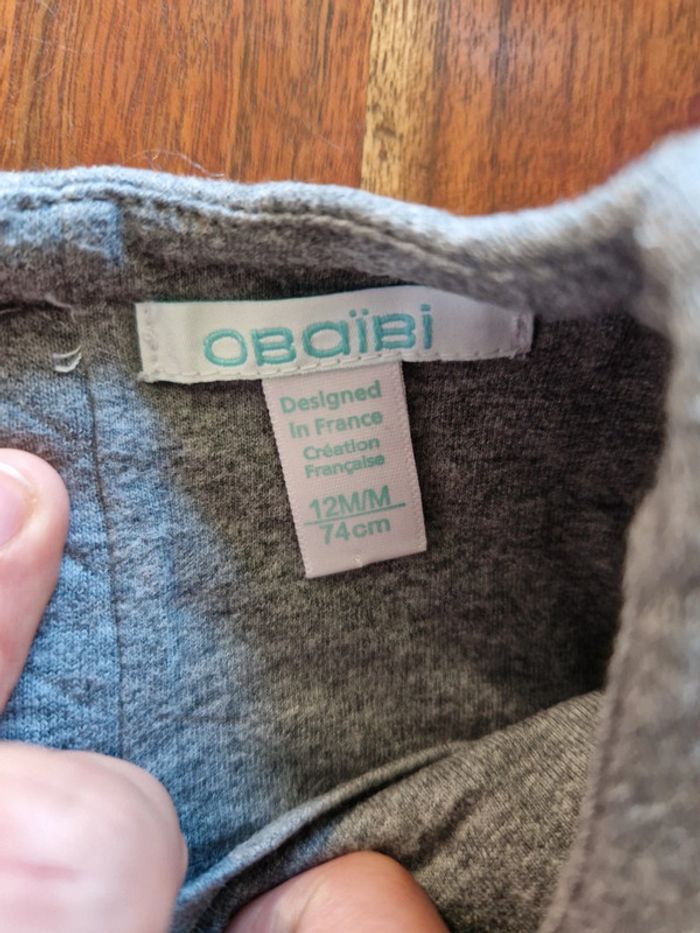 OBaïBi
Designed
in France
Création
Française
12M/M
74cm